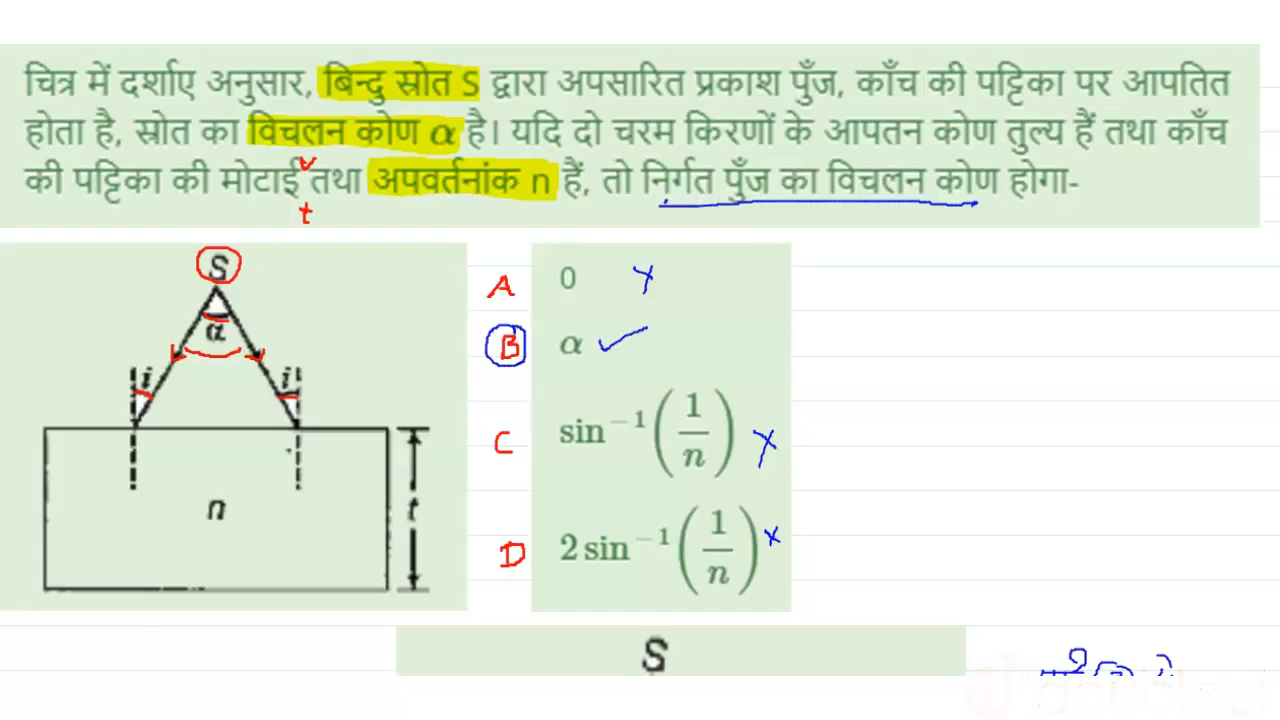 चित्र में दर्शाए अनुसार, बिन्दु स्रोत S द्वारा अपसारित प्रकाश पुँज, काँच की पट्टिका पर आपतित
होता है, स्रोत का विचलन कोण α है। यदि दो चरम किरणों के आपतन कोण तुल्य हैं तथा काँच
की पट्टिका की मोटाई तथा अपवर्तनांक n हैं, तो निर्गत पुँज का विचलन कोण होगा-
t
S
α
i i
n
t
A 0
B α
C sin⁻¹(1/n)
D 2 sin⁻¹(1/n)
S